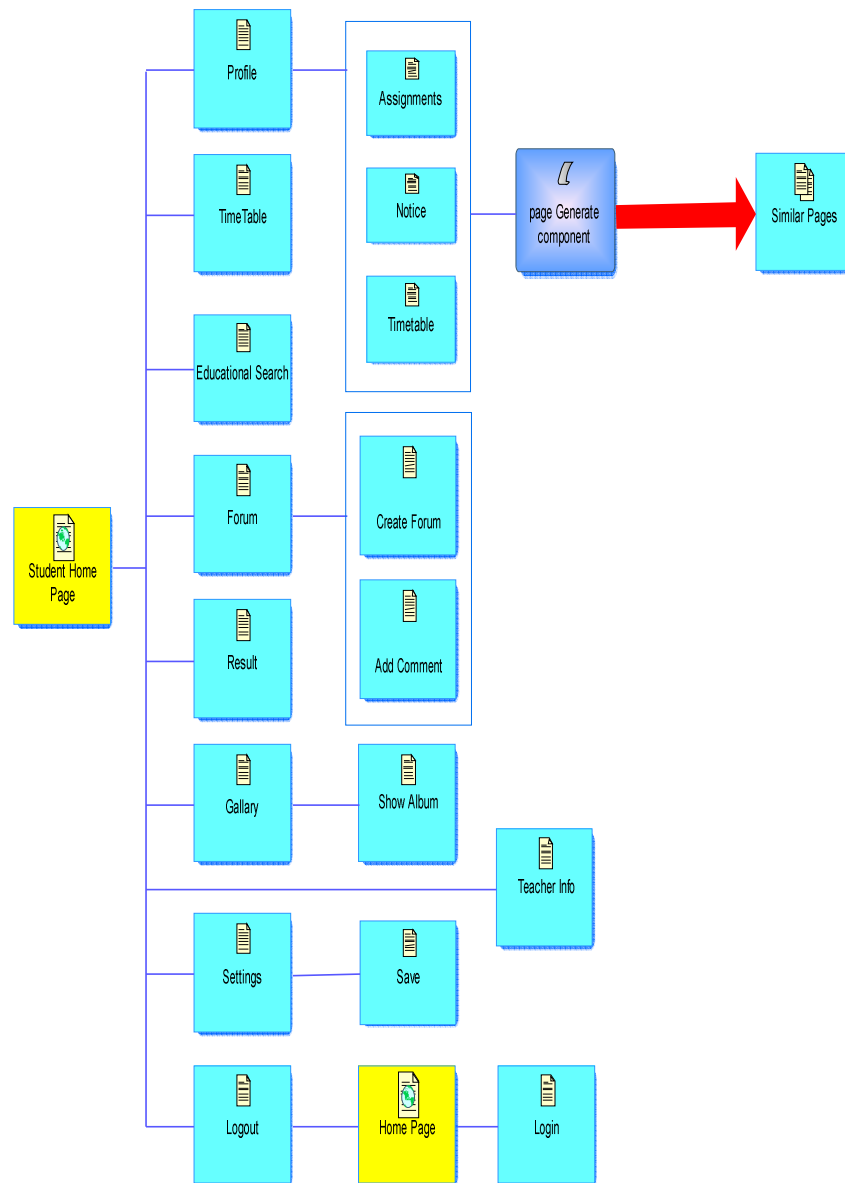 Profile
Assignments
Notice
Timetable
page Generate
component
Similar Pages
TimeTable
Educational Search
Forum
Create Forum
Add Comment
Student Home
Page
Result
Gallary
Show Album
Teacher Info
Settings
Save
Logout
Home Page
Login